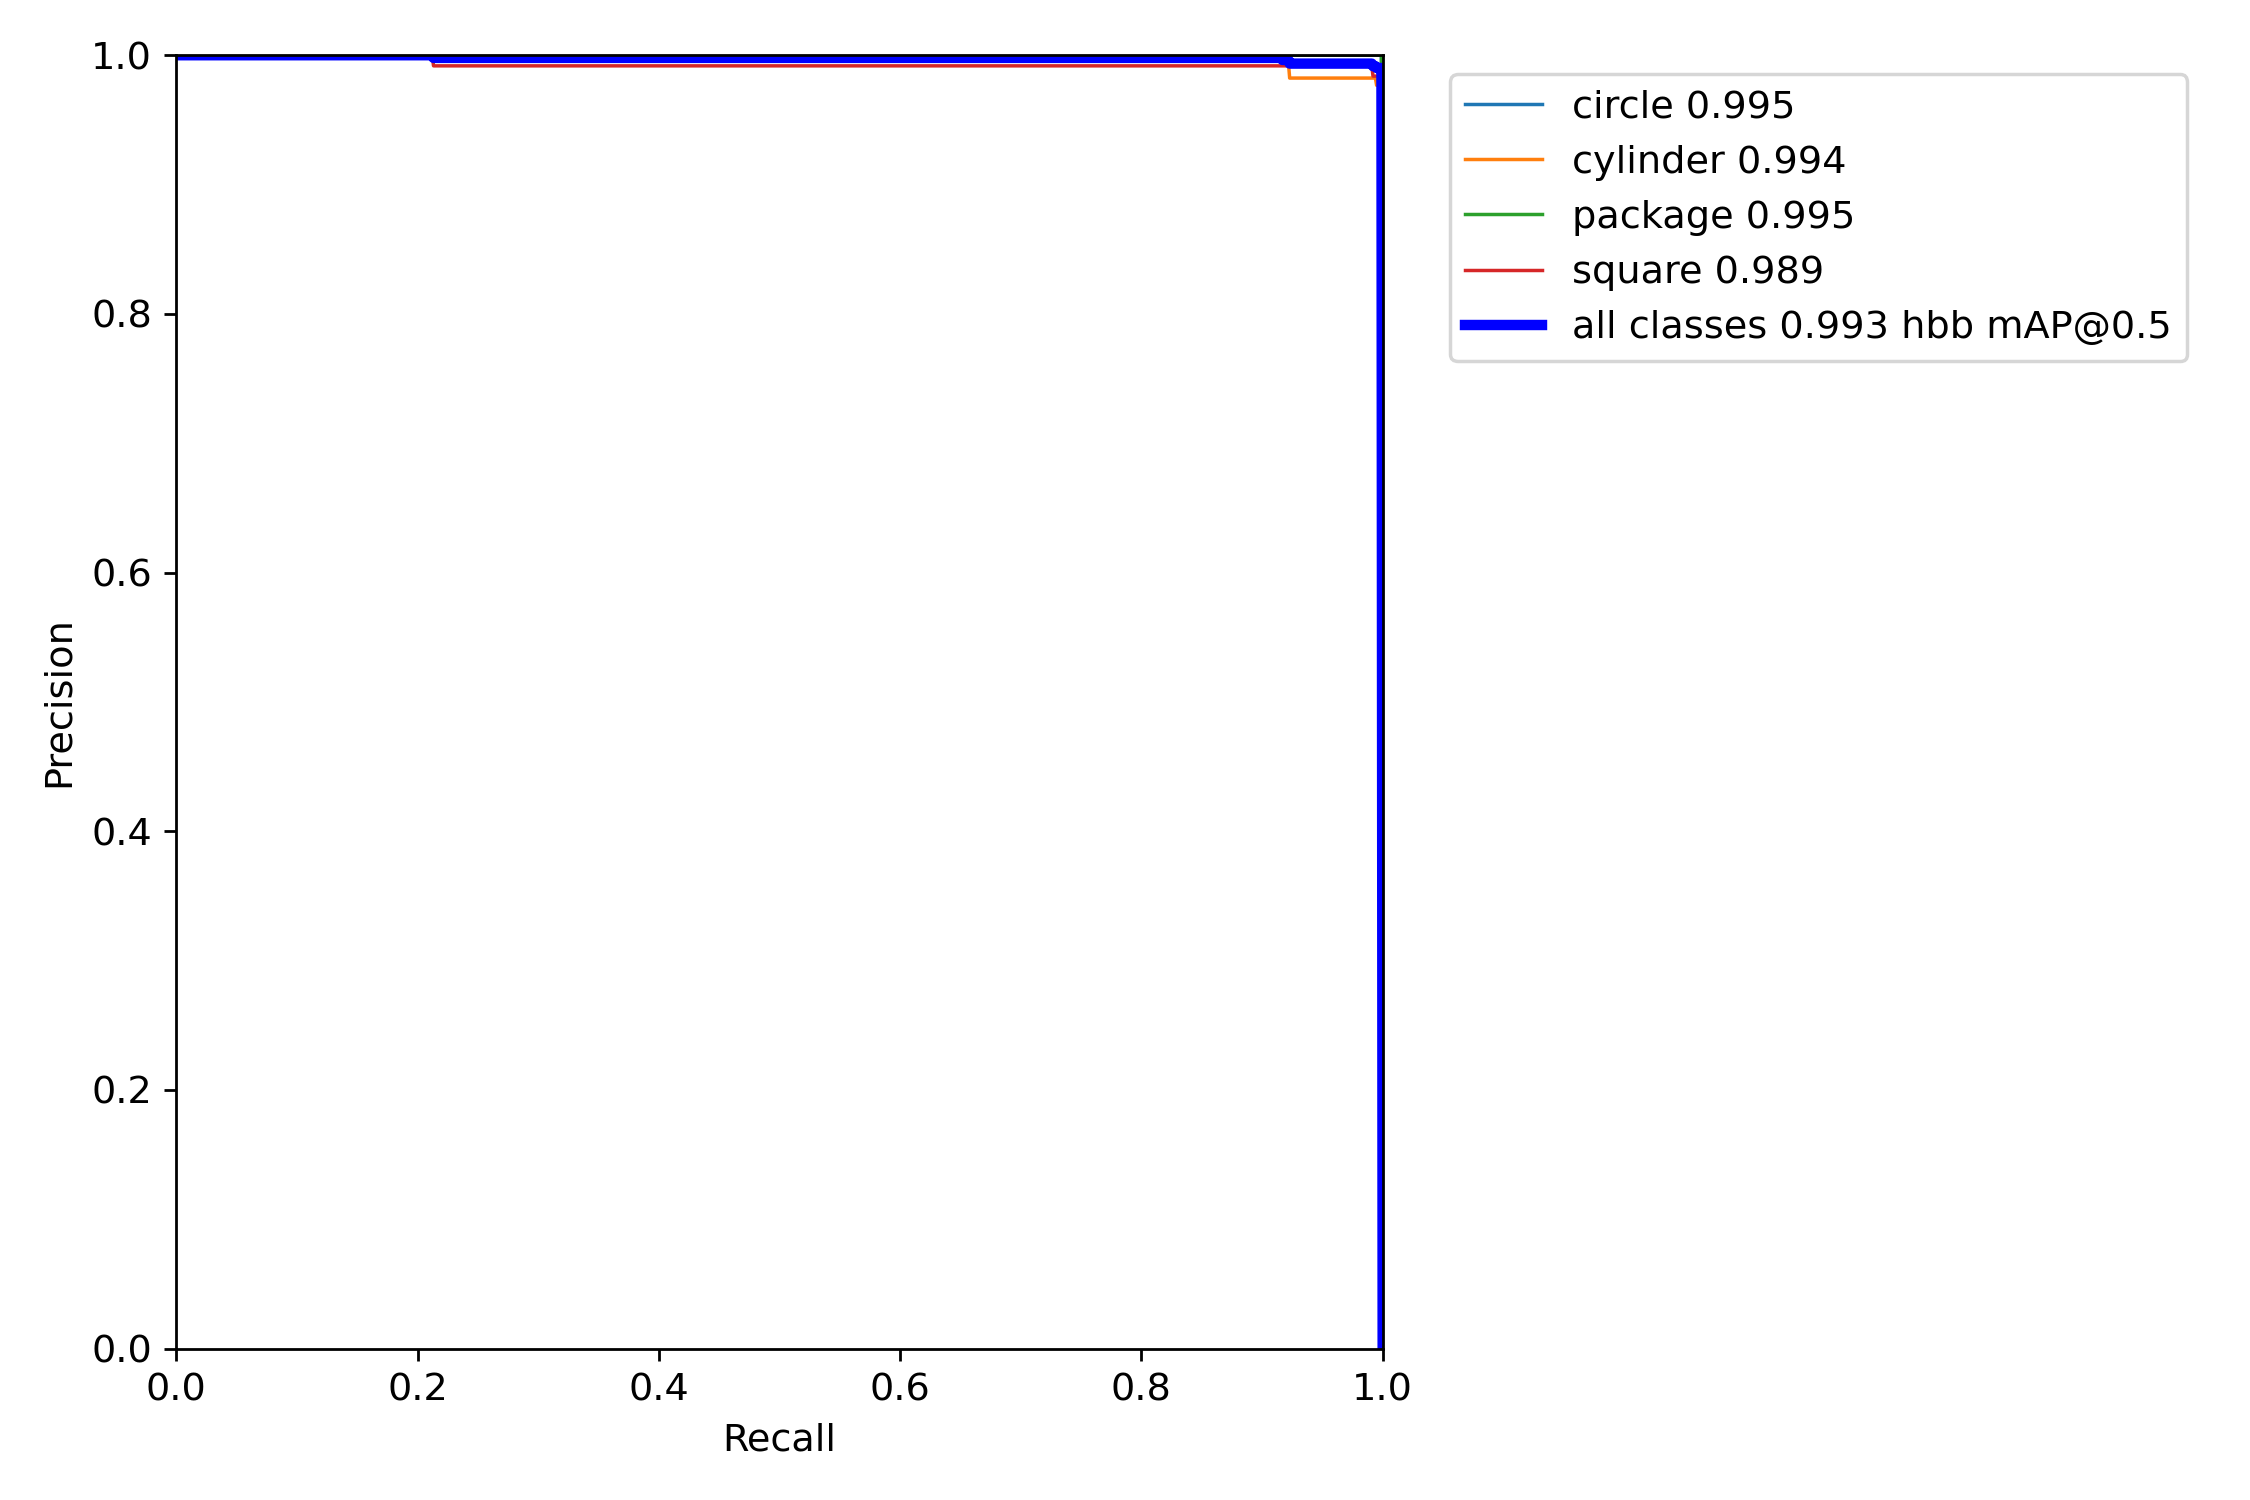 1.0
0.8
0.6
0.4
0.2
0.0
Precision
0.0 0.2 0.4 0.6 0.8 1.0
Recall
circle 0.995
cylinder 0.994
package 0.995
square 0.989
all classes 0.993 hbb mAP@0.5